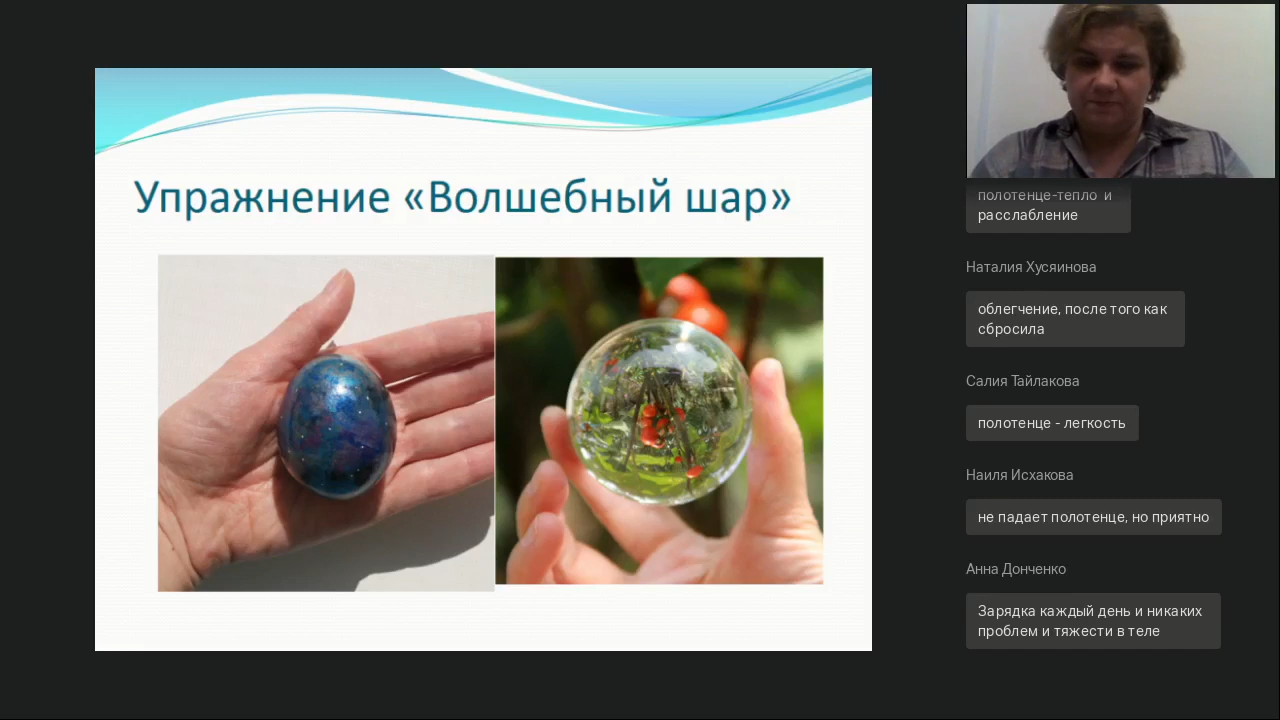 Упражнение «Волшебный шар»
полотенце-тепло и
расслабление
Наталия Хусяинова
облегчение, после того как
сбросила
Салия Тайлакова
полотенце - легкость
Наиля Исхакова
не падает полотенце, но приятно
Анна Донченко
Зарядка каждый день и никаких
проблем и тяжести в теле